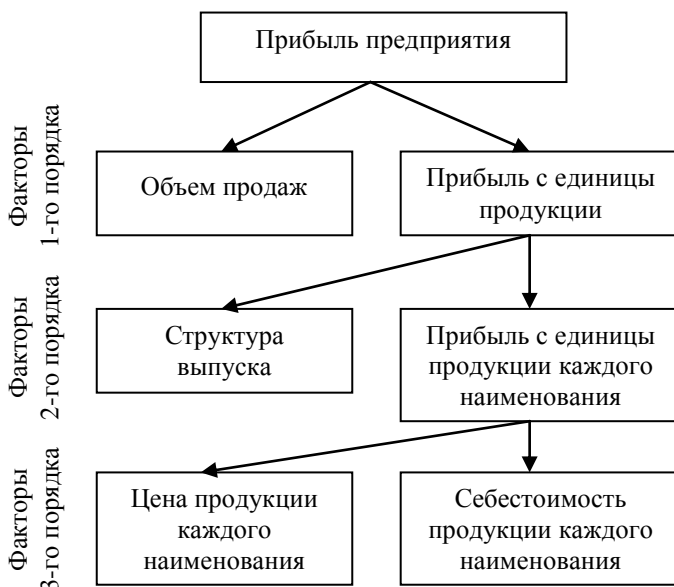 Прибыль предприятия
Факторы
1-го порядка
Объем продаж
Прибыль с единицы
продукции
Факторы
2-го порядка
Структура
выпуска
Прибыль с единицы
продукции каждого
наименования
Факторы
3-го порядка
Цена продукции
каждого
наименования
Себестоимость
продукции каждого
наименования